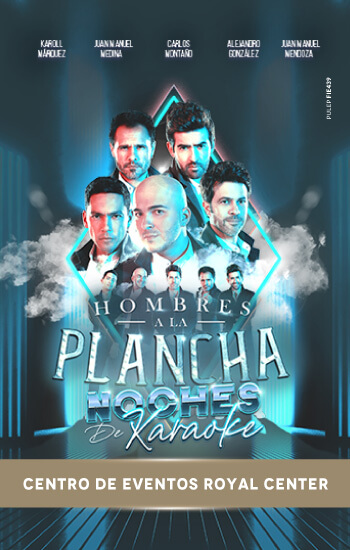 KAROLL JUAN MANUEL CARLOS ALEJANDRO JUAN MANUEL
MÁRQUEZ MEDINA MONTAÑO GONZÁLEZ MENDOZA
PULEP FIE439
HOMBRES
A LA
PLANCHA
NOCHES
De Karaoke
CENTRO DE EVENTOS ROYAL CENTER